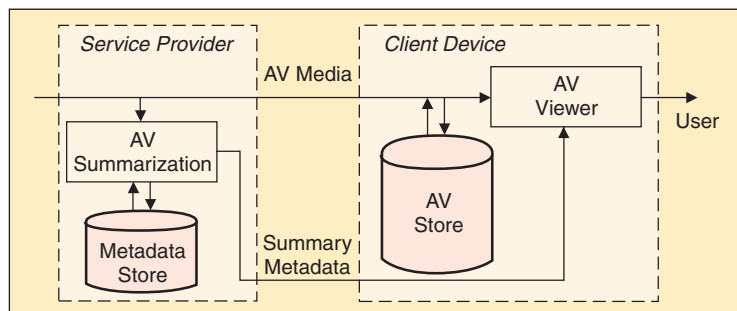 Service Provider
Client Device
AV Media
AV
Viewer
User
AV
Summarization
AV
Store
Metadata
Store
Summary
Metadata